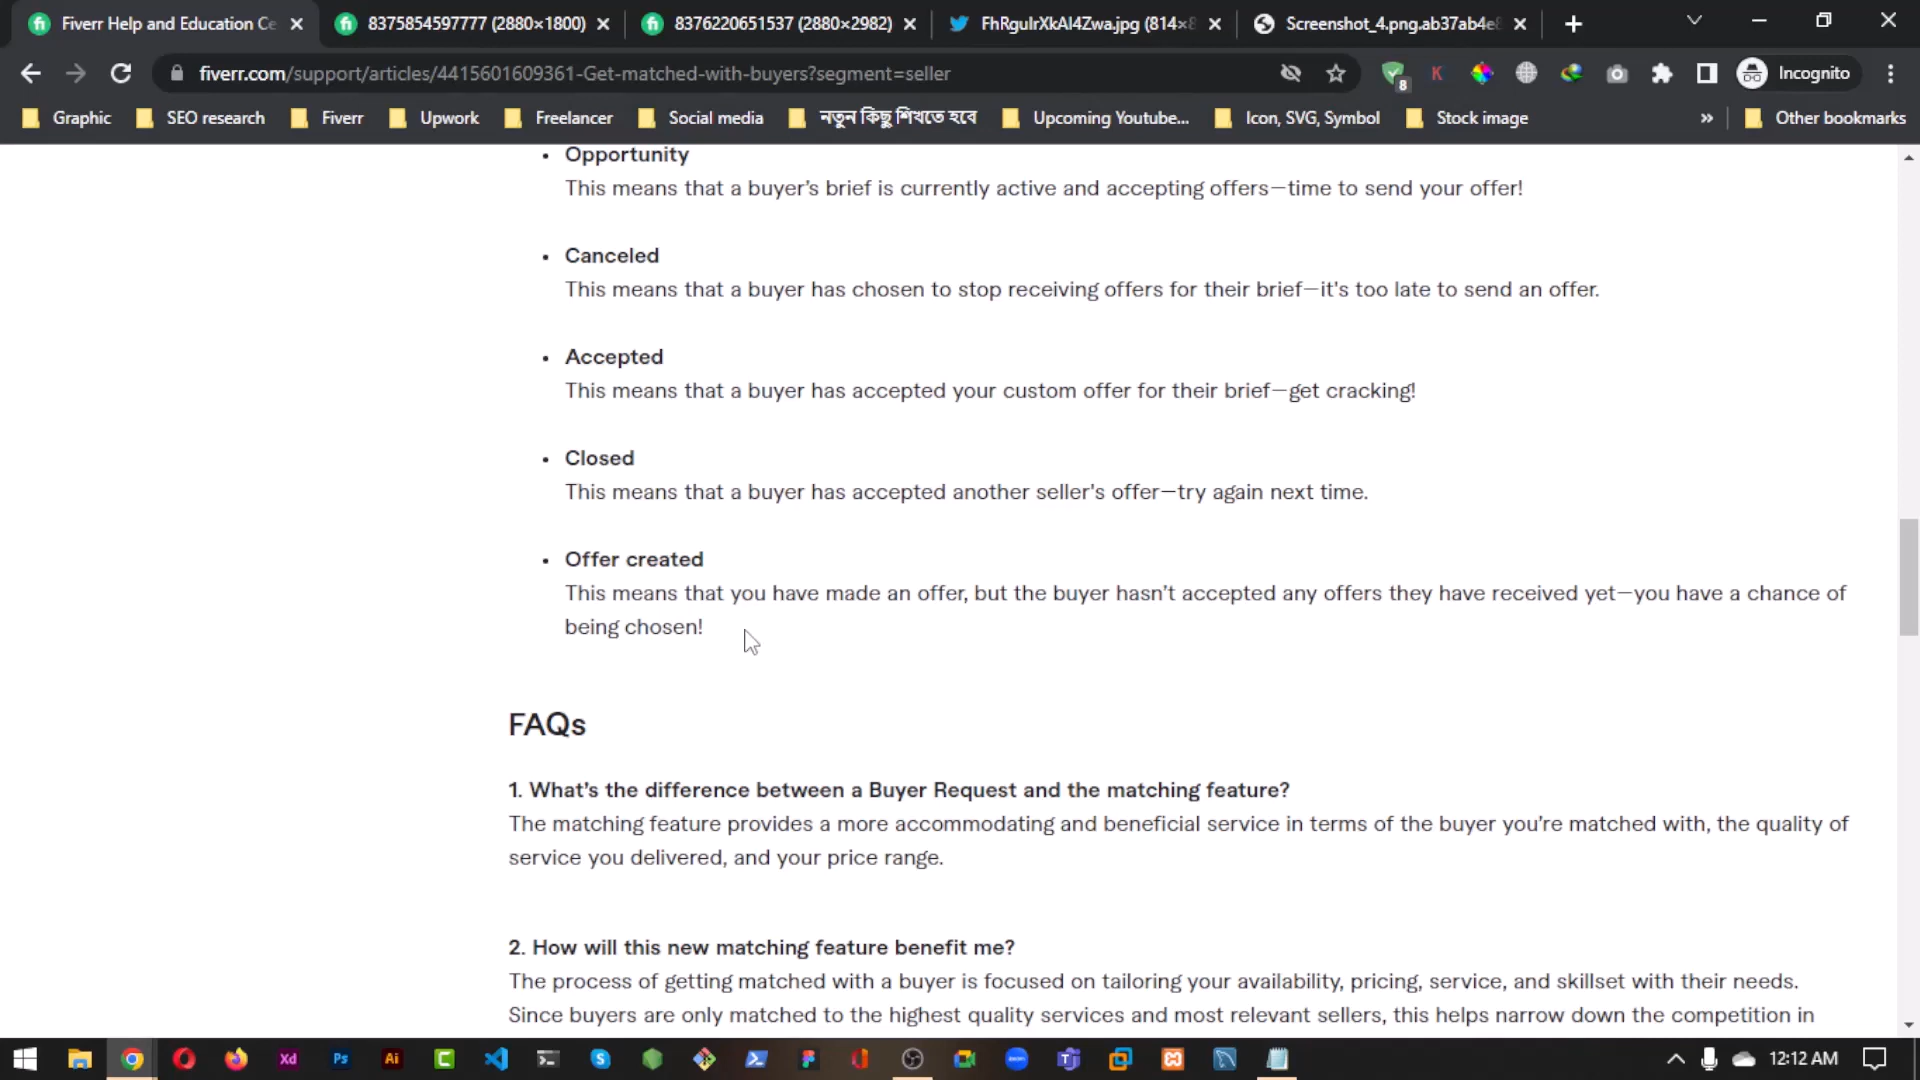 Fiverr Help and Education Ce
8375854597777 (2880×1800)
8376220651537 (2880×2982)
FhRguIrXkAI4Zwa.jpg (814×8
Screenshot_4.png.ab37ab4e8
fiverr.com/support/articles/4415601609361-Get-matched-with-buyers?segment=seller
8
K
Incognito
Graphic
SEO research
Fiverr
Upwork
Freelancer
Social media
নতুন কিছু শিখতে হবে
Upcoming Youtube...
Icon, SVG, Symbol
Stock image
»
Other bookmarks
• Opportunity
This means that a buyer’s brief is currently active and accepting offers—time to send your offer!
• Canceled
This means that a buyer has chosen to stop receiving offers for their brief—it's too late to send an offer.
• Accepted
This means that a buyer has accepted your custom offer for their brief—get cracking!
• Closed
This means that a buyer has accepted another seller's offer—try again next time.
• Offer created
This means that you have made an offer, but the buyer hasn’t accepted any offers they have received yet—you have a chance of
being chosen!
FAQs
1. What’s the difference between a Buyer Request and the matching feature?
The matching feature provides a more accommodating and beneficial service in terms of the buyer you’re matched with, the quality of
service you delivered, and your price range.
2. How will this new matching feature benefit me?
The process of getting matched with a buyer is focused on tailoring your availability, pricing, service, and skillset with their needs.
Since buyers are only matched to the highest quality services and most relevant sellers, this helps narrow down the competition in
Xd
Ps
Ai
12:12 AM